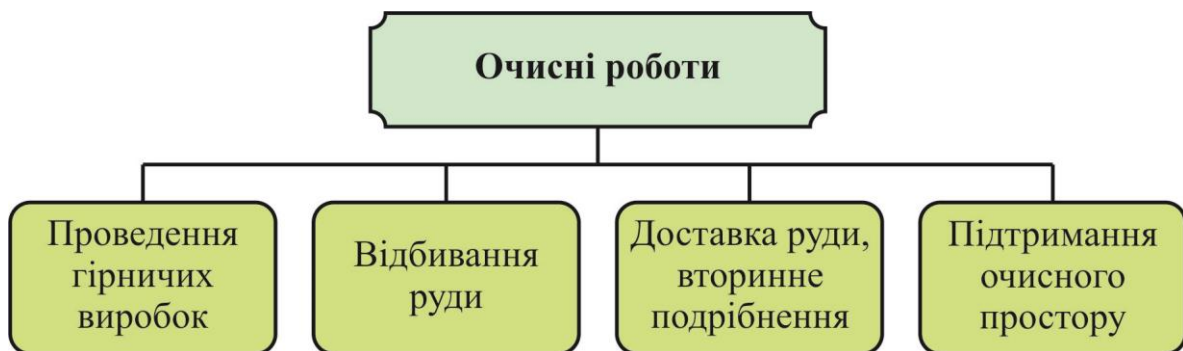 Очисні роботи
Проведення
гірничих
виробок
Відбивання
руди
Доставка руди,
вторинне
подрібнення
Підтримання
очисного
простору